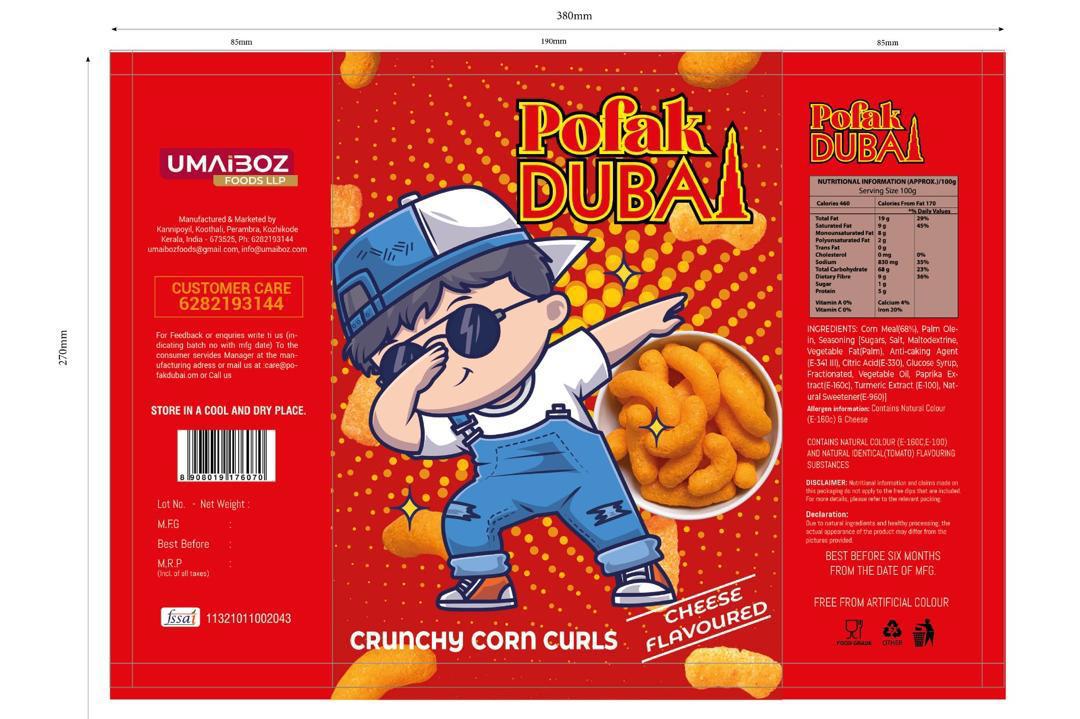 380mm
85mm
190mm
85mm
270mm
UMAiBOZ
FOODS LLP
Manufactured & Marketed by
Kannipoyil, Koothali, Perambra, Kozhikode
Kerala, India - 673525, Ph: 6282193144
umaibozfoods@gmail.com, info@umaiboz.com
CUSTOMER CARE
6282193144
For Feedback or enquries write ti us (in-
dicating batch no with mfg date) To the
consumer servides Manager at the man-
ufacturing adress or mail us at :care@po-
fakdubai.om or Call us
STORE IN A COOL AND DRY PLACE.
8 908019 176070
Lot No. - Net Weight :
M.F.G :
Best Before :
M.R.P :
(Incl. of all taxes)
fssai 11321011002043
Pofak
DUBAI
CRUNCHY CORN CURLS
CHEESE
FLAVOURED
Pofak
DUBAI
NUTRITIONAL INFORMATION (APPROX.)/100g
Serving Size 100g
Calories 460 Calories From Fat 170
*% Daily Values
Total Fat 19 g 29%
Saturated Fat 9 g 45%
Monounsaturated Fat 8 g
Polyunsaturated Fat 2 g
Trans Fat 0 g
Cholesterol 0 mg 0%
Sodium 830 mg 35%
Total Carbohydrate 68 g 23%
Dietary Fibre 9 g 36%
Sugar 1 g
Protein 5 g
Vitamin A 0% Calcium 4%
Vitamin C 0% Iron 20%
INGREDIENTS: Corn Meal(68%), Palm Ole-
in, Seasoning [Sugars, Salt, Maltodextrine,
Vegetable Fat(Palm), Anti-caking Agent
(E-341 III), Citric Acid(E-330), Glucose Syrup,
Fractionated, Vegetable Oil, Paprika Ex-
tract(E-160c), Turmeric Extract (E-100), Nat-
ural Sweetener(E-960)]
Allergen information: Contains Natural Colour
(E-160c) & Cheese
CONTAINS NATURAL COLOUR (E-160C,E-100)
AND NATURAL IDENTICAL(TOMATO) FLAVOURING
SUBSTANCES
DISCLAIMER: Nutritional information and claims made on
this packaging do not apply to the free dips that are included.
For more details, please refer to the relevant packing.
Declaration:
Due to natural ingredients and healthy processing, the
actual appearance of the product may differ from the
pictures provided.
BEST BEFORE SIX MONTHS
FROM THE DATE OF MFG.
FREE FROM ARTIFICIAL COLOUR
FOOD GRADE
OTHER